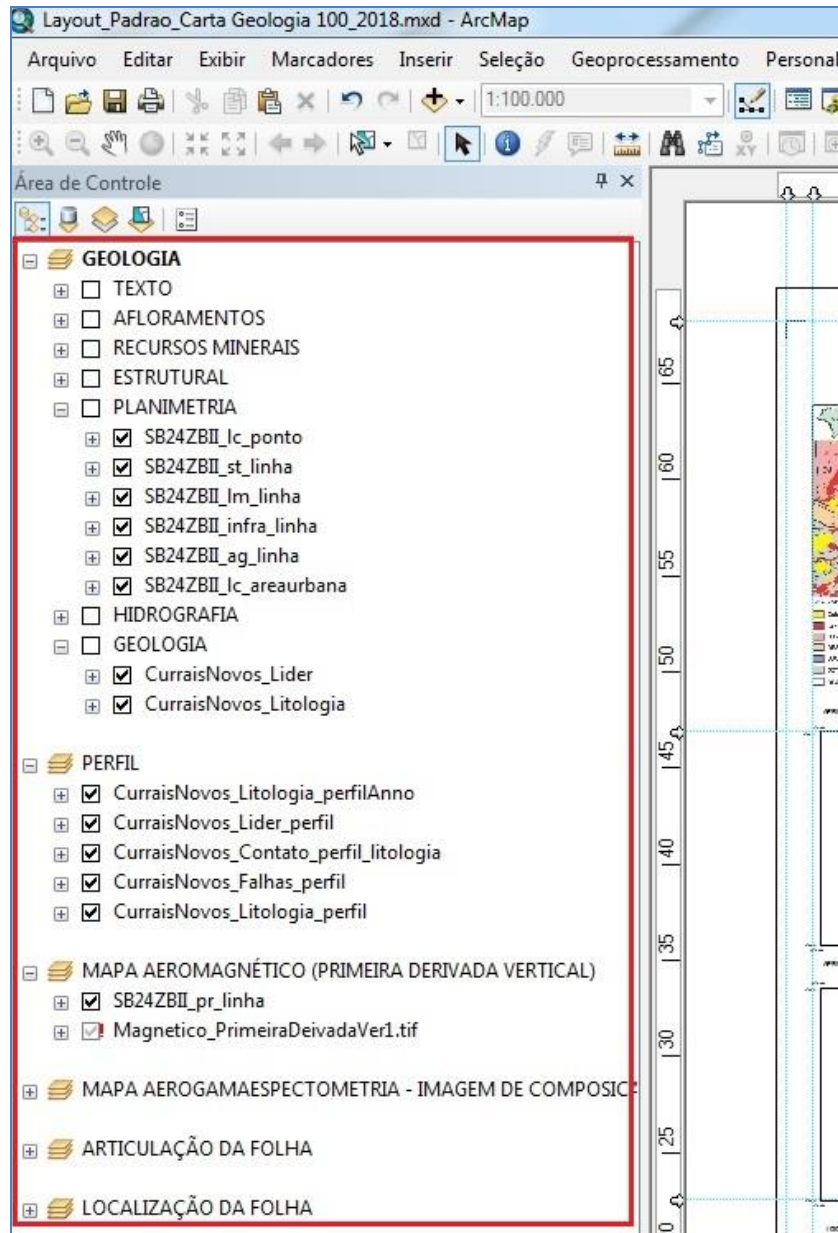 Layout_Padrao_Carta Geologia 100_2018.mxd - ArcMap
Arquivo Editar Exibir Marcadores Inserir Seleção Geoprocessamento Personal
1:100.000
Área de Controle
GEOLOGIA
TEXTO
AFLORAMENTOS
RECURSOS MINERAIS
ESTRUTURAL
PLANIMETRIA
SB24ZBII_lc_ponto
SB24ZBII_st_linha
SB24ZBII_lm_linha
SB24ZBII_infra_linha
SB24ZBII_ag_linha
SB24ZBII_lc_areaurbana
HIDROGRAFIA
GEOLOGIA
CurraisNovos_Lider
CurraisNovos_Litologia
PERFIL
CurraisNovos_Litologia_perfilAnno
CurraisNovos_Lider_perfil
CurraisNovos_Contato_perfil_litologia
CurraisNovos_Falhas_perfil
CurraisNovos_Litologia_perfil
MAPA AEROMAGNÉTICO (PRIMEIRA DERIVADA VERTICAL)
SB24ZBII_pr_linha
Magnetico_PrimeiraDeivadaVer1.tif
MAPA AEROGAMAESPECTOMETRIA - IMAGEM DE COMPOSIC
ARTICULAÇÃO DA FOLHA
LOCALIZAÇÃO DA FOLHA
65
60
55
50
45
40
35
30
25